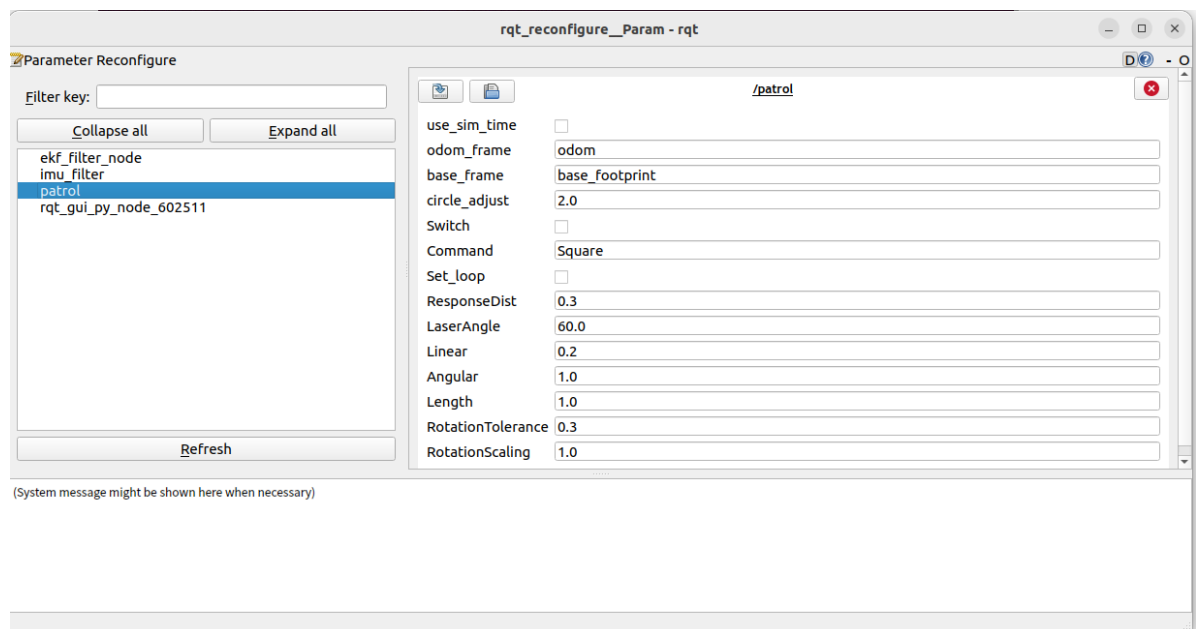 rqt_reconfigure__Param - rqt
Parameter Reconfigure
D - O
Filter key:
Collapse all Expand all
ekf_filter_node
imu_filter
patrol
rqt_gui_py_node_602511
Refresh
/patrol
use_sim_time
odom_frame odom
base_frame base_footprint
circle_adjust 2.0
Switch
Command Square
Set_loop
ResponseDist 0.3
LaserAngle 60.0
Linear 0.2
Angular 1.0
Length 1.0
RotationTolerance 0.3
RotationScaling 1.0
(System message might be shown here when necessary)